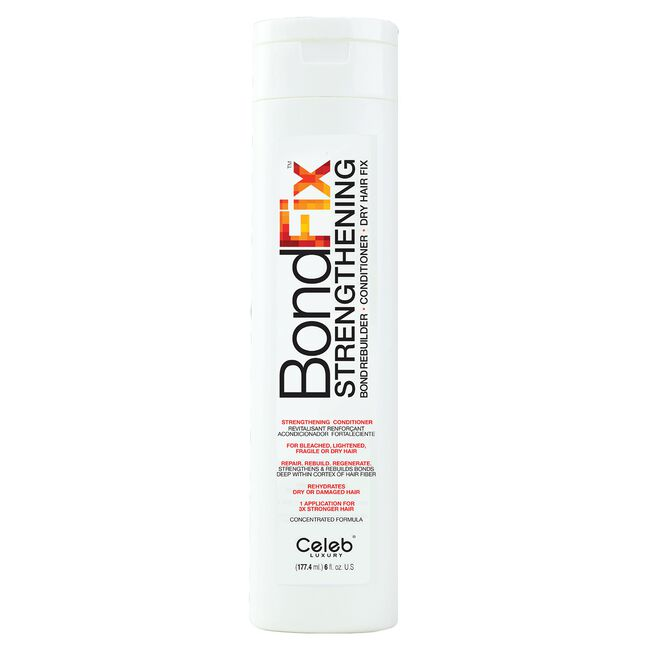 BondFix™
STRENGTHENING
BOND REBUILDER • CONDITIONER • DRY HAIR FIX
STRENGTHENING CONDITIONER
REVITALISANT RENFORÇANT
ACONDICIONADOR FORTALECIENTE
FOR BLEACHED, LIGHTENED,
FRAGILE OR DRY HAIR
REPAIR. REBUILD. REGENERATE.
STRENGTHENS & REBUILDS BONDS
DEEP WITHIN CORTEX OF HAIR FIBER
REHYDRATES
DRY OR DAMAGED HAIR
1 APPLICATION FOR
3X STRONGER HAIR
CONCENTRATED FORMULA
Celeb®
LUXURY
(177.4 ml.) 6 fl. oz. U.S